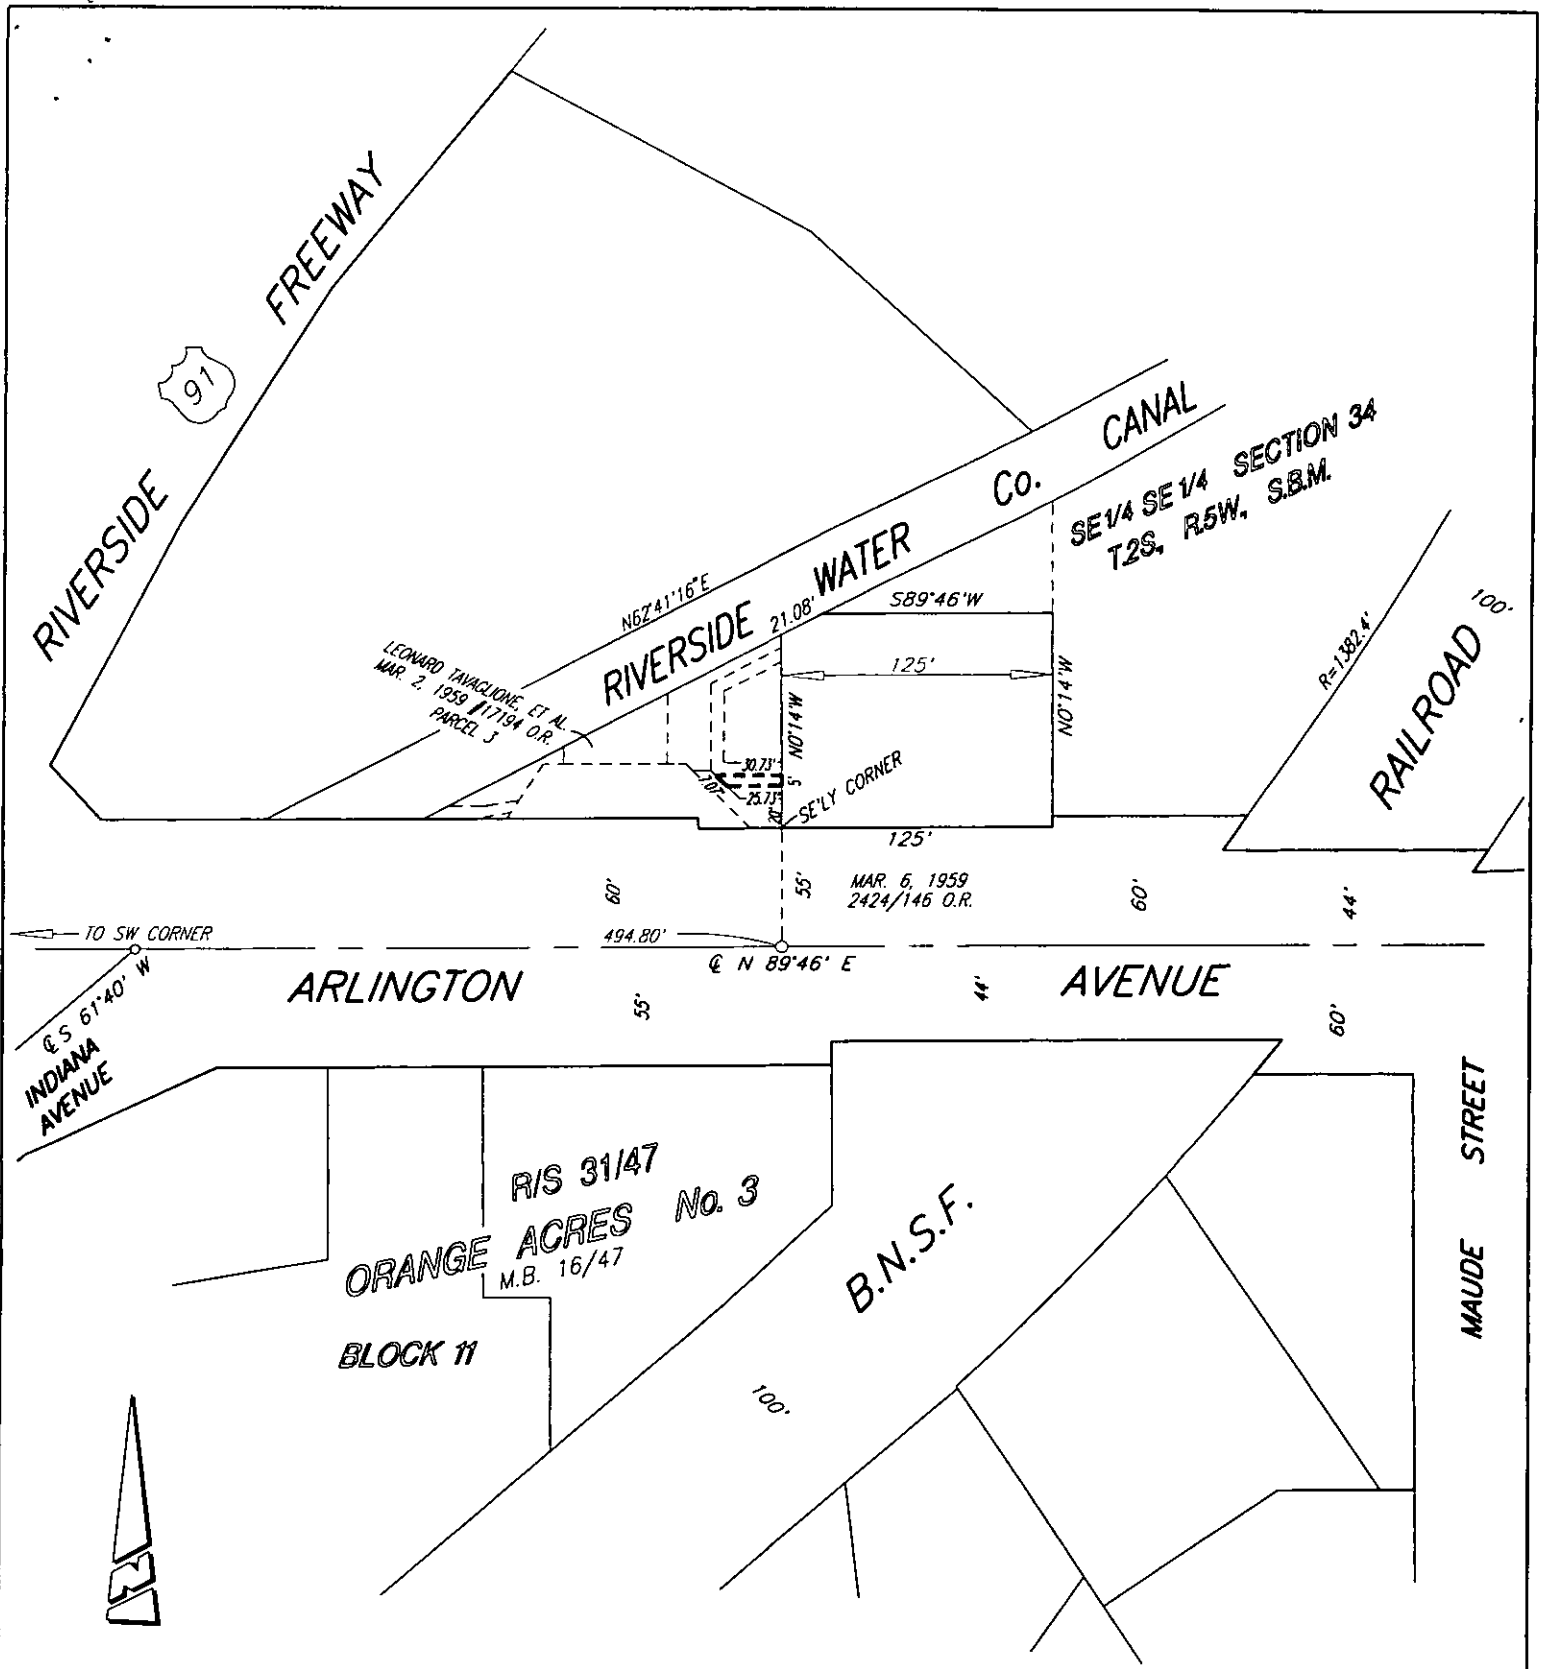 RIVERSIDE FREEWAY
91
RIVERSIDE WATER Co. CANAL
N62°41'16"E
21.08'
SE 1/4 SE 1/4 SECTION 34
T.2S., R.5W., S.B.M.
S89°46'W
125'
N0°14'W
N0°14'W
LEONARD TAVAGLIONE, ET AL.
MAR. 2, 1959 #17194 O.R.
PARCEL 3
30.73'
5'
7.07'
25.73'
20'
SE'LY CORNER
125'
R=1382.4'
100'
RAILROAD
60'
55'
MAR. 6, 1959
2424/146 O.R.
60'
44'
TO SW CORNER
494.80'
℄ N 89°46' E
ARLINGTON AVENUE
55'
44'
60'
℄ S 61°40' W
INDIANA
AVENUE
R/S 31/47
ORANGE ACRES No. 3
M.B. 16/47
BLOCK 11
B.N.S.F.
100'
MAUDE STREET
N